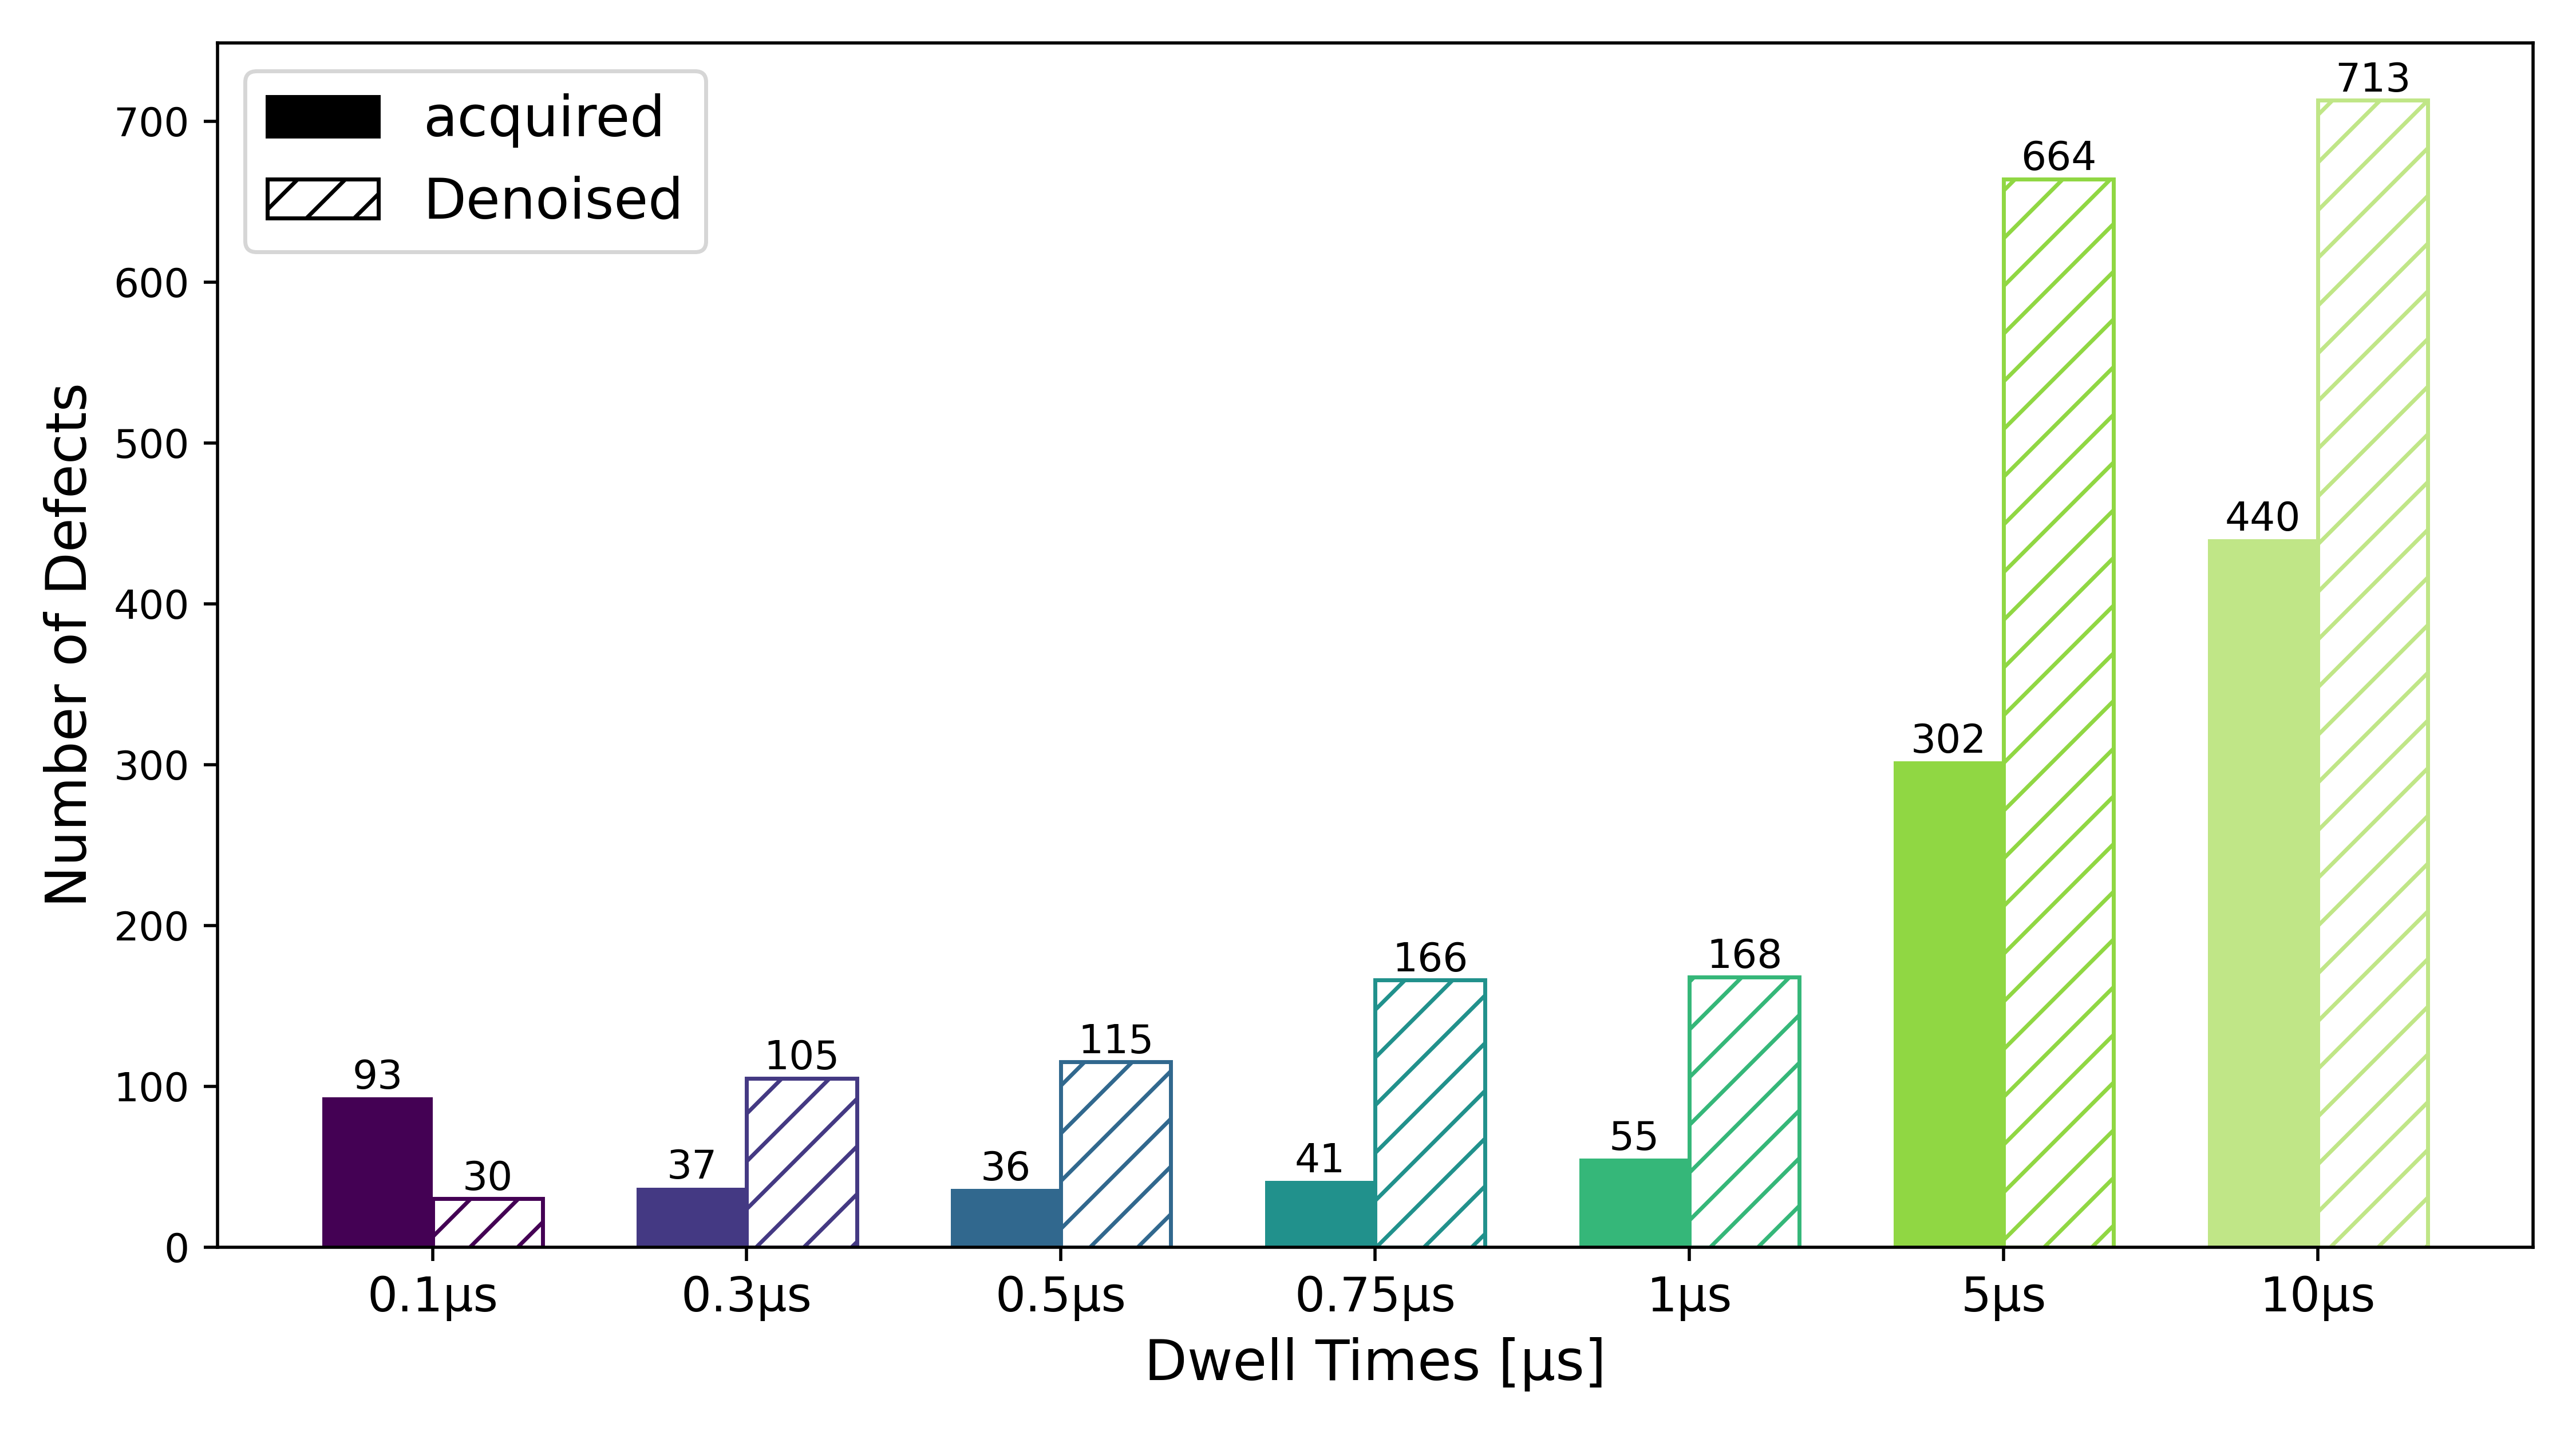 acquired
Denoised
Number of Defects
700
600
500
400
300
200
100
0
93
30
37
105
36
115
41
166
55
168
302
664
440
713
0.1μs
0.3μs
0.5μs
0.75μs
1μs
5μs
10μs
Dwell Times [μs]